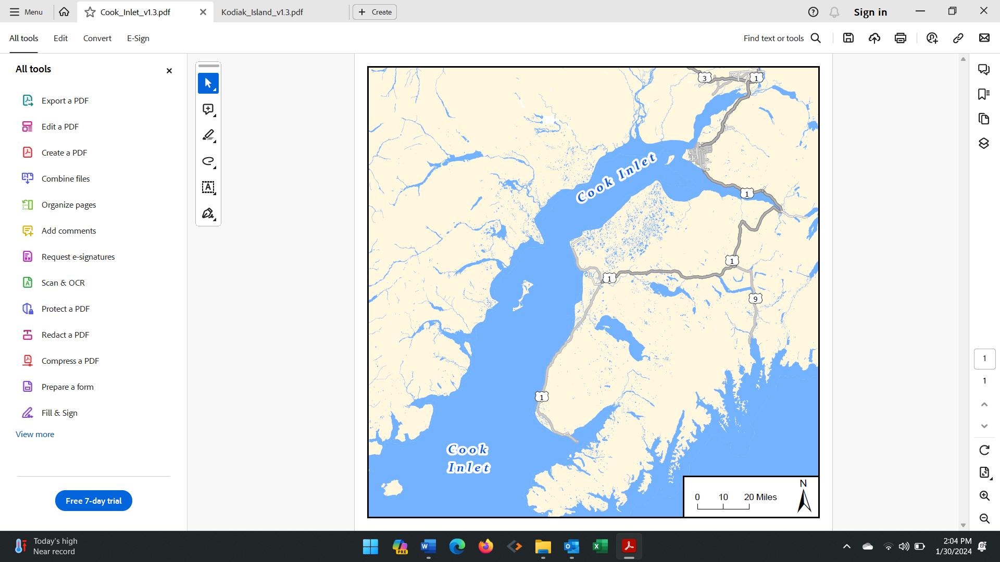 Menu
Cook_Inlet_v1.3.pdf
Kodiak_Island_v1.3.pdf
Create
Sign in
All tools
Edit
Convert
E-Sign
Find text or tools
All tools
Export a PDF
Edit a PDF
Create a PDF
Combine files
Organize pages
Add comments
Request e-signatures
Scan & OCR
Protect a PDF
Redact a PDF
Compress a PDF
Prepare a form
Fill & Sign
View more
Free 7-day trial
3
1
Cook Inlet
1
1
1
9
1
Cook
Inlet
N
0 10 20 Miles
1
1
Today's high
Near record
PRE
2:04 PM
1/30/2024